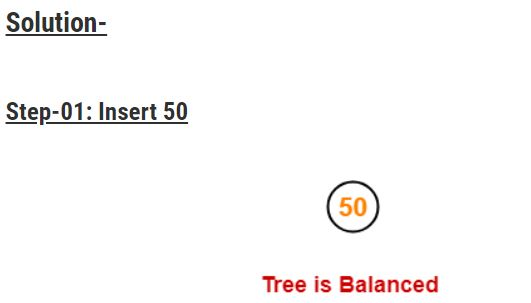 Solution-
Step-01: Insert 50
50
Tree is Balanced